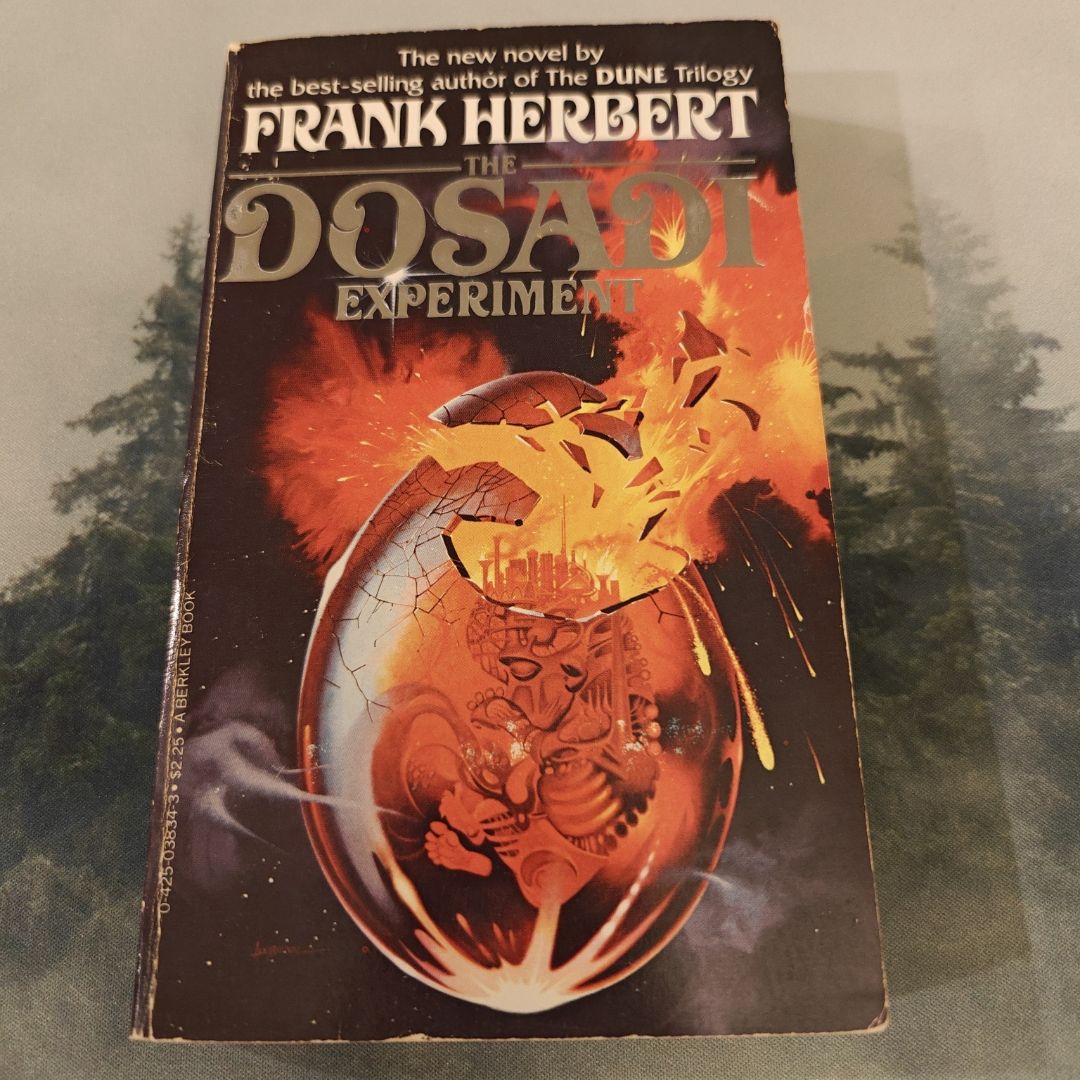 The new novel by
the best-selling author of The DUNE Trilogy
FRANK HERBERT
THE
DOSADI
EXPERIMENT
0-425-03834-3 • $2.25 • A BERKLEY BOOK